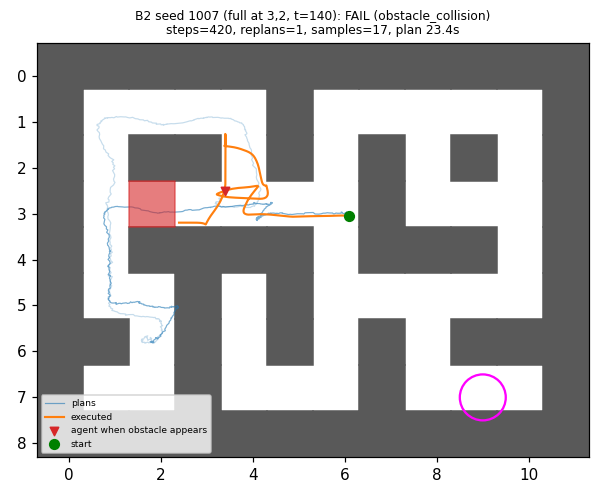 B2 seed 1007 (full at 3,2, t=140): FAIL (obstacle_collision)
steps=420, replans=1, samples=17, plan 23.4s
0
1
2
3
4
5
6
7
8
plans
executed
agent when obstacle appears
start
0 2 4 6 8 10